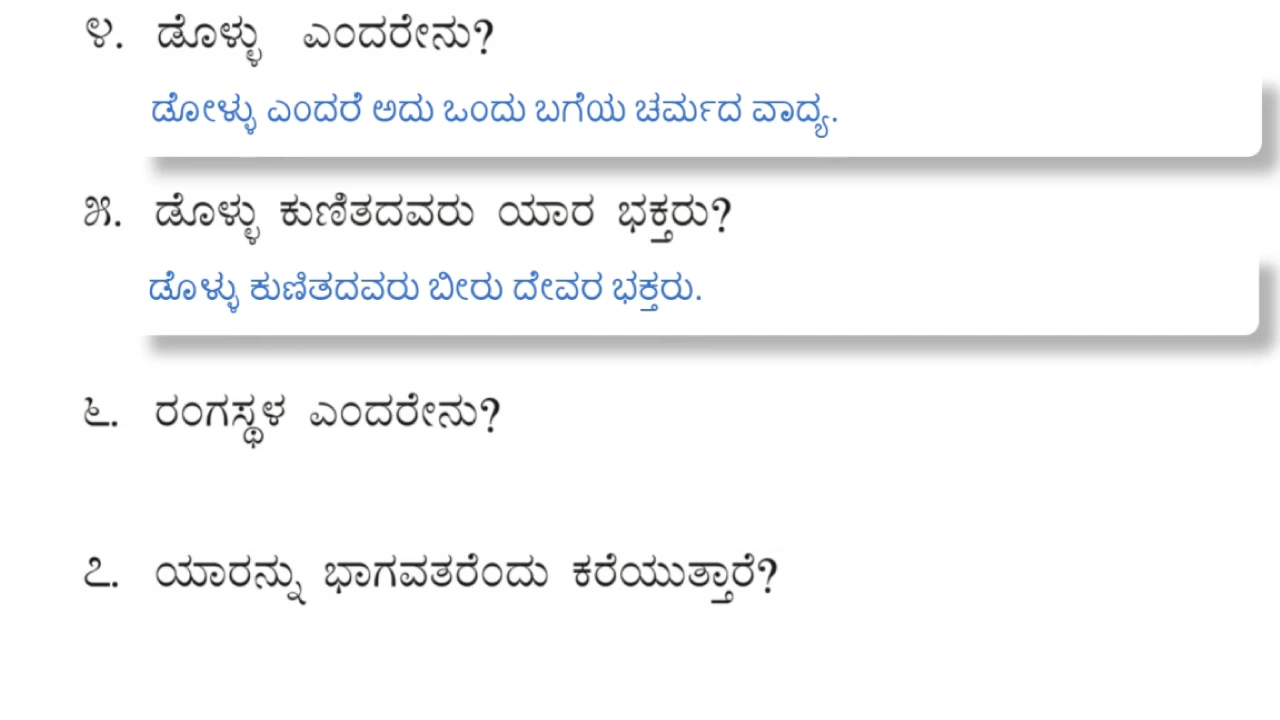 ೪. ಡೊಳ್ಳು ಎಂದರೇನು?
ಡೋಳ್ಳು ಎಂದರೆ ಅದು ಒಂದು ಬಗೆಯ ಚರ್ಮದ ವಾದ್ಯ.
೫. ಡೊಳ್ಳು ಕುಣಿತದವರು ಯಾರ ಭಕ್ತರು?
ಡೊಳ್ಳು ಕುಣಿತದವರು ಬೀರು ದೇವರ ಭಕ್ತರು.
೬. ರಂಗಸ್ಥಳ ಎಂದರೇನು?
೭. ಯಾರನ್ನು ಭಾಗವತರೆಂದು ಕರೆಯುತ್ತಾರೆ?